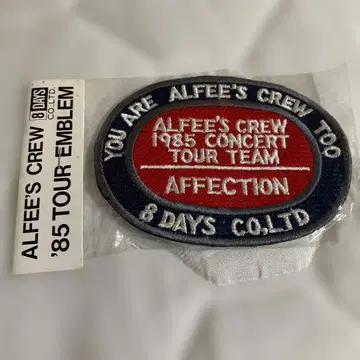 ALFEE'S CREW 8 DAYS CO.LTD.
'85 TOUR EMBLEM
YOU ARE ALFEE'S CREW TOO
ALFEE'S CREW
1985 CONCERT
TOUR TEAM
AFFECTION
8 DAYS CO,LTD